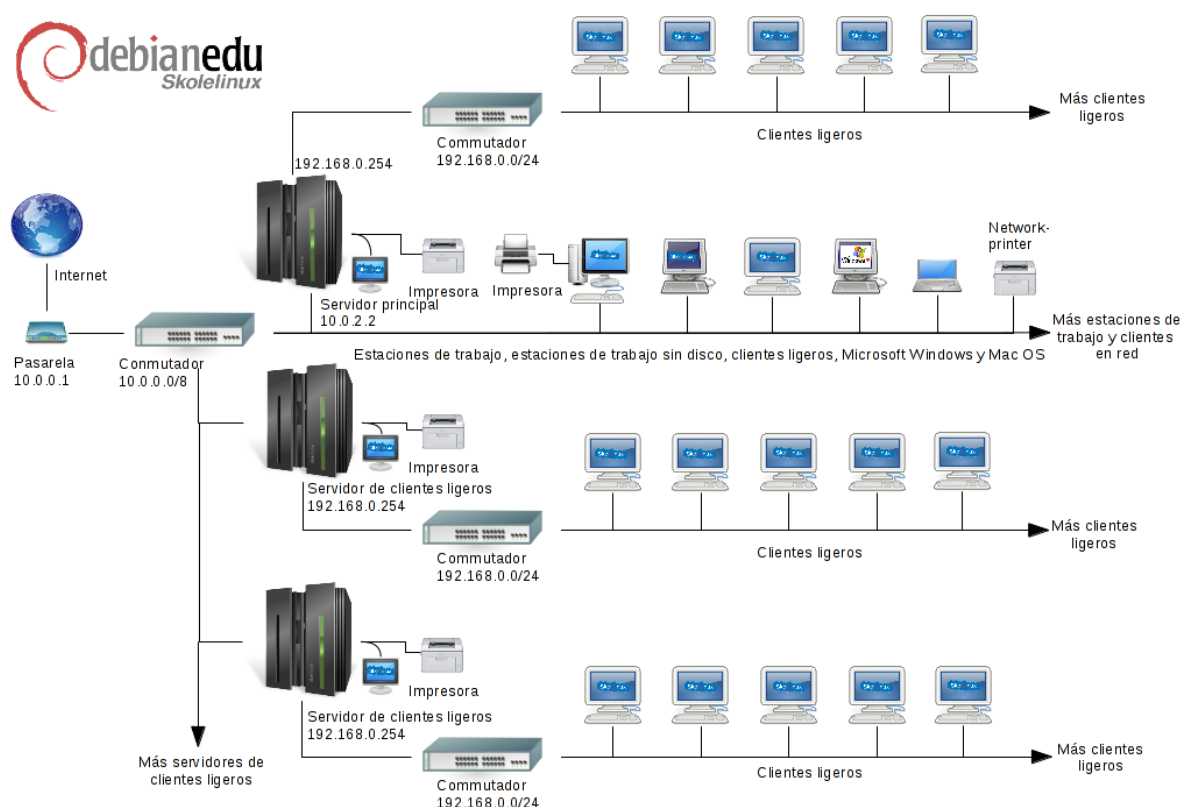 debianedu
Skolelinux
Más clientes
ligeros
Clientes ligeros
Commutador
192.168.0.0/24
192.168.0.254
Internet
Network-
printer
Impresora
Impresora
Servidor principal
10.0.2.2
Pasarela
10.0.0.1
Commutador
10.0.0.0/8
Estaciones de trabajo, estaciones de trabajo sin disco, clientes ligeros, Microsoft Windows y Mac OS
Más estaciones de
trabajo y clientes
en red
Impresora
Servidor de clientes ligeros
192.168.0.254
Commutador
192.168.0.0/24
Clientes ligeros
Más clientes
ligeros
Impresora
Servidor de clientes ligeros
192.168.0.254
Commutador
192.168.0.0/24
Clientes ligeros
Más clientes
ligeros
Más servidores de
clientes ligeros